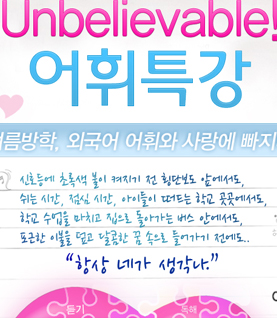 Unbelievable!
어휘특강
여름방학, 외국어 어휘와 사랑에 빠지
신호등에 초록색 불이 켜지기 전 횡단보도 앞에서도,
쉬는 시간, 점심 시간, 아이들이 떠드는 학교 곳곳에서도,
학교 수업을 마치고 집으로 돌아가는 버스 안에서도,
포근한 이불을 덮고 달콤한 꿈 속으로 들어가기 전에도..
“항상 네가 생각나.”
듣기 독해